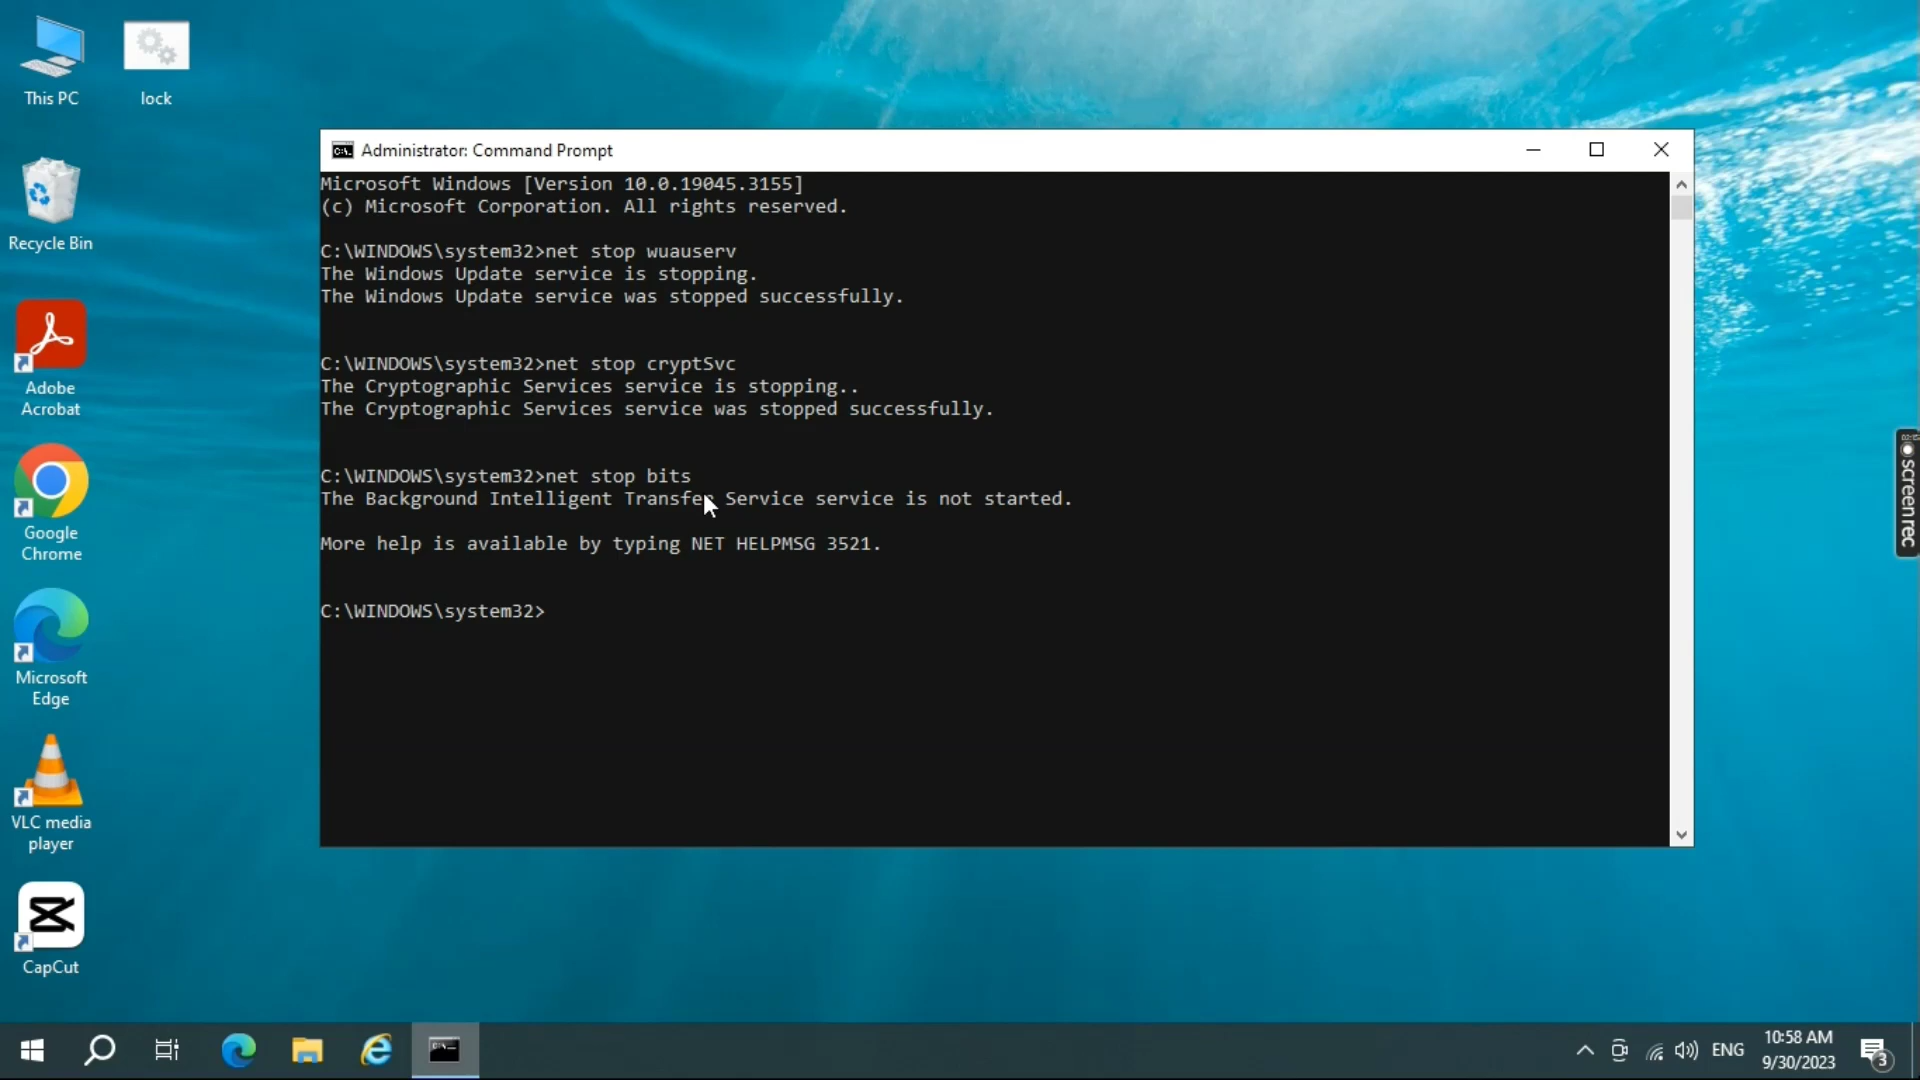 This PC
lock
Recycle Bin
Adobe
Acrobat
Google
Chrome
Microsoft
Edge
VLC media
player
CapCut
Administrator: Command Prompt
Microsoft Windows [Version 10.0.19045.3155]
(c) Microsoft Corporation. All rights reserved.
C:\WINDOWS\system32>net stop wuauserv
The Windows Update service is stopping.
The Windows Update service was stopped successfully.
C:\WINDOWS\system32>net stop cryptSvc
The Cryptographic Services service is stopping..
The Cryptographic Services service was stopped successfully.
C:\WINDOWS\system32>net stop bits
The Background Intelligent Transfer Service service is not started.
More help is available by typing NET HELPMSG 3521.
C:\WINDOWS\system32>
screenrec
ENG
10:58 AM
9/30/2023
3